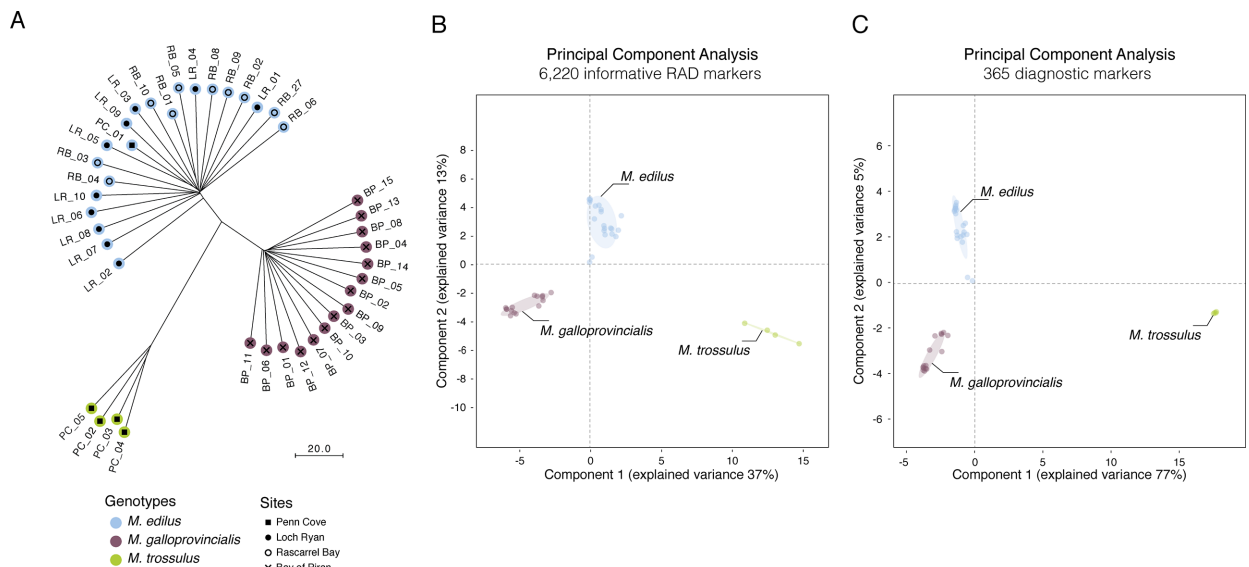 A
RB_05
LR_04
RB_08
RB_09
RB_02
LR_01
RB_27
RB_06
RB_10
RB_01
LR_03
LR_09
PC_01
LR_05
RB_03
RB_04
LR_10
LR_06
LR_08
LR_07
LR_02
BP_15
BP_13
BP_08
BP_04
BP_14
BP_05
BP_02
BP_09
BP_03
BP_10
BP_07
BP_12
BP_01
BP_06
BP_11
PC_05
PC_02
PC_03
PC_04
20.0
Genotypes
M. edilus
M. galloprovincialis
M. trossulus
Sites
Penn Cove
Loch Ryan
Rascarrel Bay
Bay of Piran
B
Principal Component Analysis
6,220 informative RAD markers
Component 2 (explained variance 13%)
8
6
4
2
0
-2
-4
-6
-8
-10
M. edilus
M. galloprovincialis
M. trossulus
-5
0
5
10
15
Component 1 (explained variance 37%)
C
Principal Component Analysis
365 diagnostic markers
Component 2 (explained variance 5%)
6
4
2
0
-2
-4
-6
M. edilus
M. trossulus
M. galloprovincialis
-5
0
5
10
15
Component 1 (explained variance 77%)